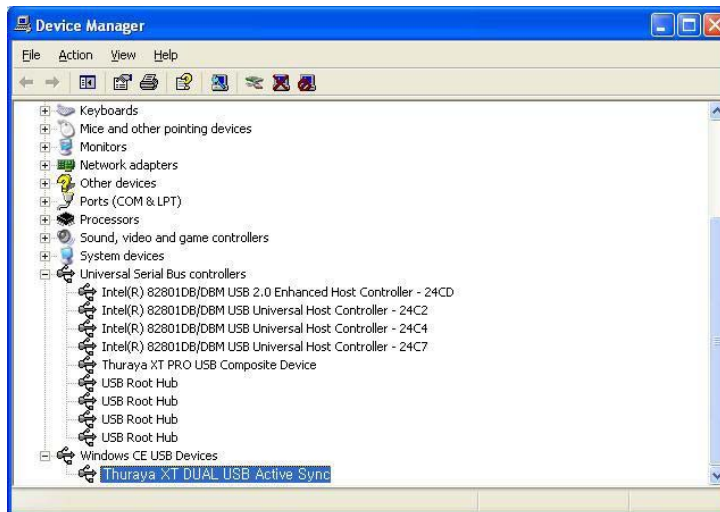 Device Manager
File Action View Help
Keyboards
Mice and other pointing devices
Monitors
Network adapters
Other devices
Ports (COM & LPT)
Processors
Sound, video and game controllers
System devices
Universal Serial Bus controllers
Intel(R) 82801DB/DBM USB 2.0 Enhanced Host Controller - 24CD
Intel(R) 82801DB/DBM USB Universal Host Controller - 24C2
Intel(R) 82801DB/DBM USB Universal Host Controller - 24C4
Intel(R) 82801DB/DBM USB Universal Host Controller - 24C7
Thuraya XT PRO USB Composite Device
USB Root Hub
USB Root Hub
USB Root Hub
USB Root Hub
Windows CE USB Devices
Thuraya XT DUAL USB Active Sync